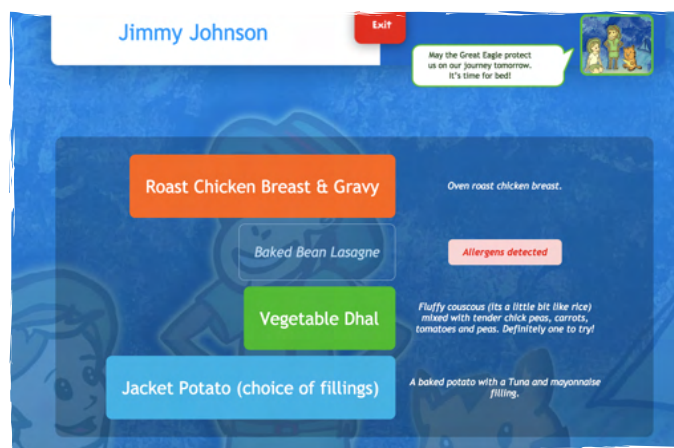 Jimmy Johnson
Exit
May the Great Eagle protect
us on our journey tomorrow.
It's time for bed!
Roast Chicken Breast & Gravy
Oven roast chicken breast.
Baked Bean Lasagne
Allergens detected
Vegetable Dhal
Fluffy couscous (its a little bit like rice)
mixed with tender chick peas, carrots,
tomatoes and peas. Definitely one to try!
Jacket Potato (choice of fillings)
A baked potato with a Tuna and mayonnaise
filling.